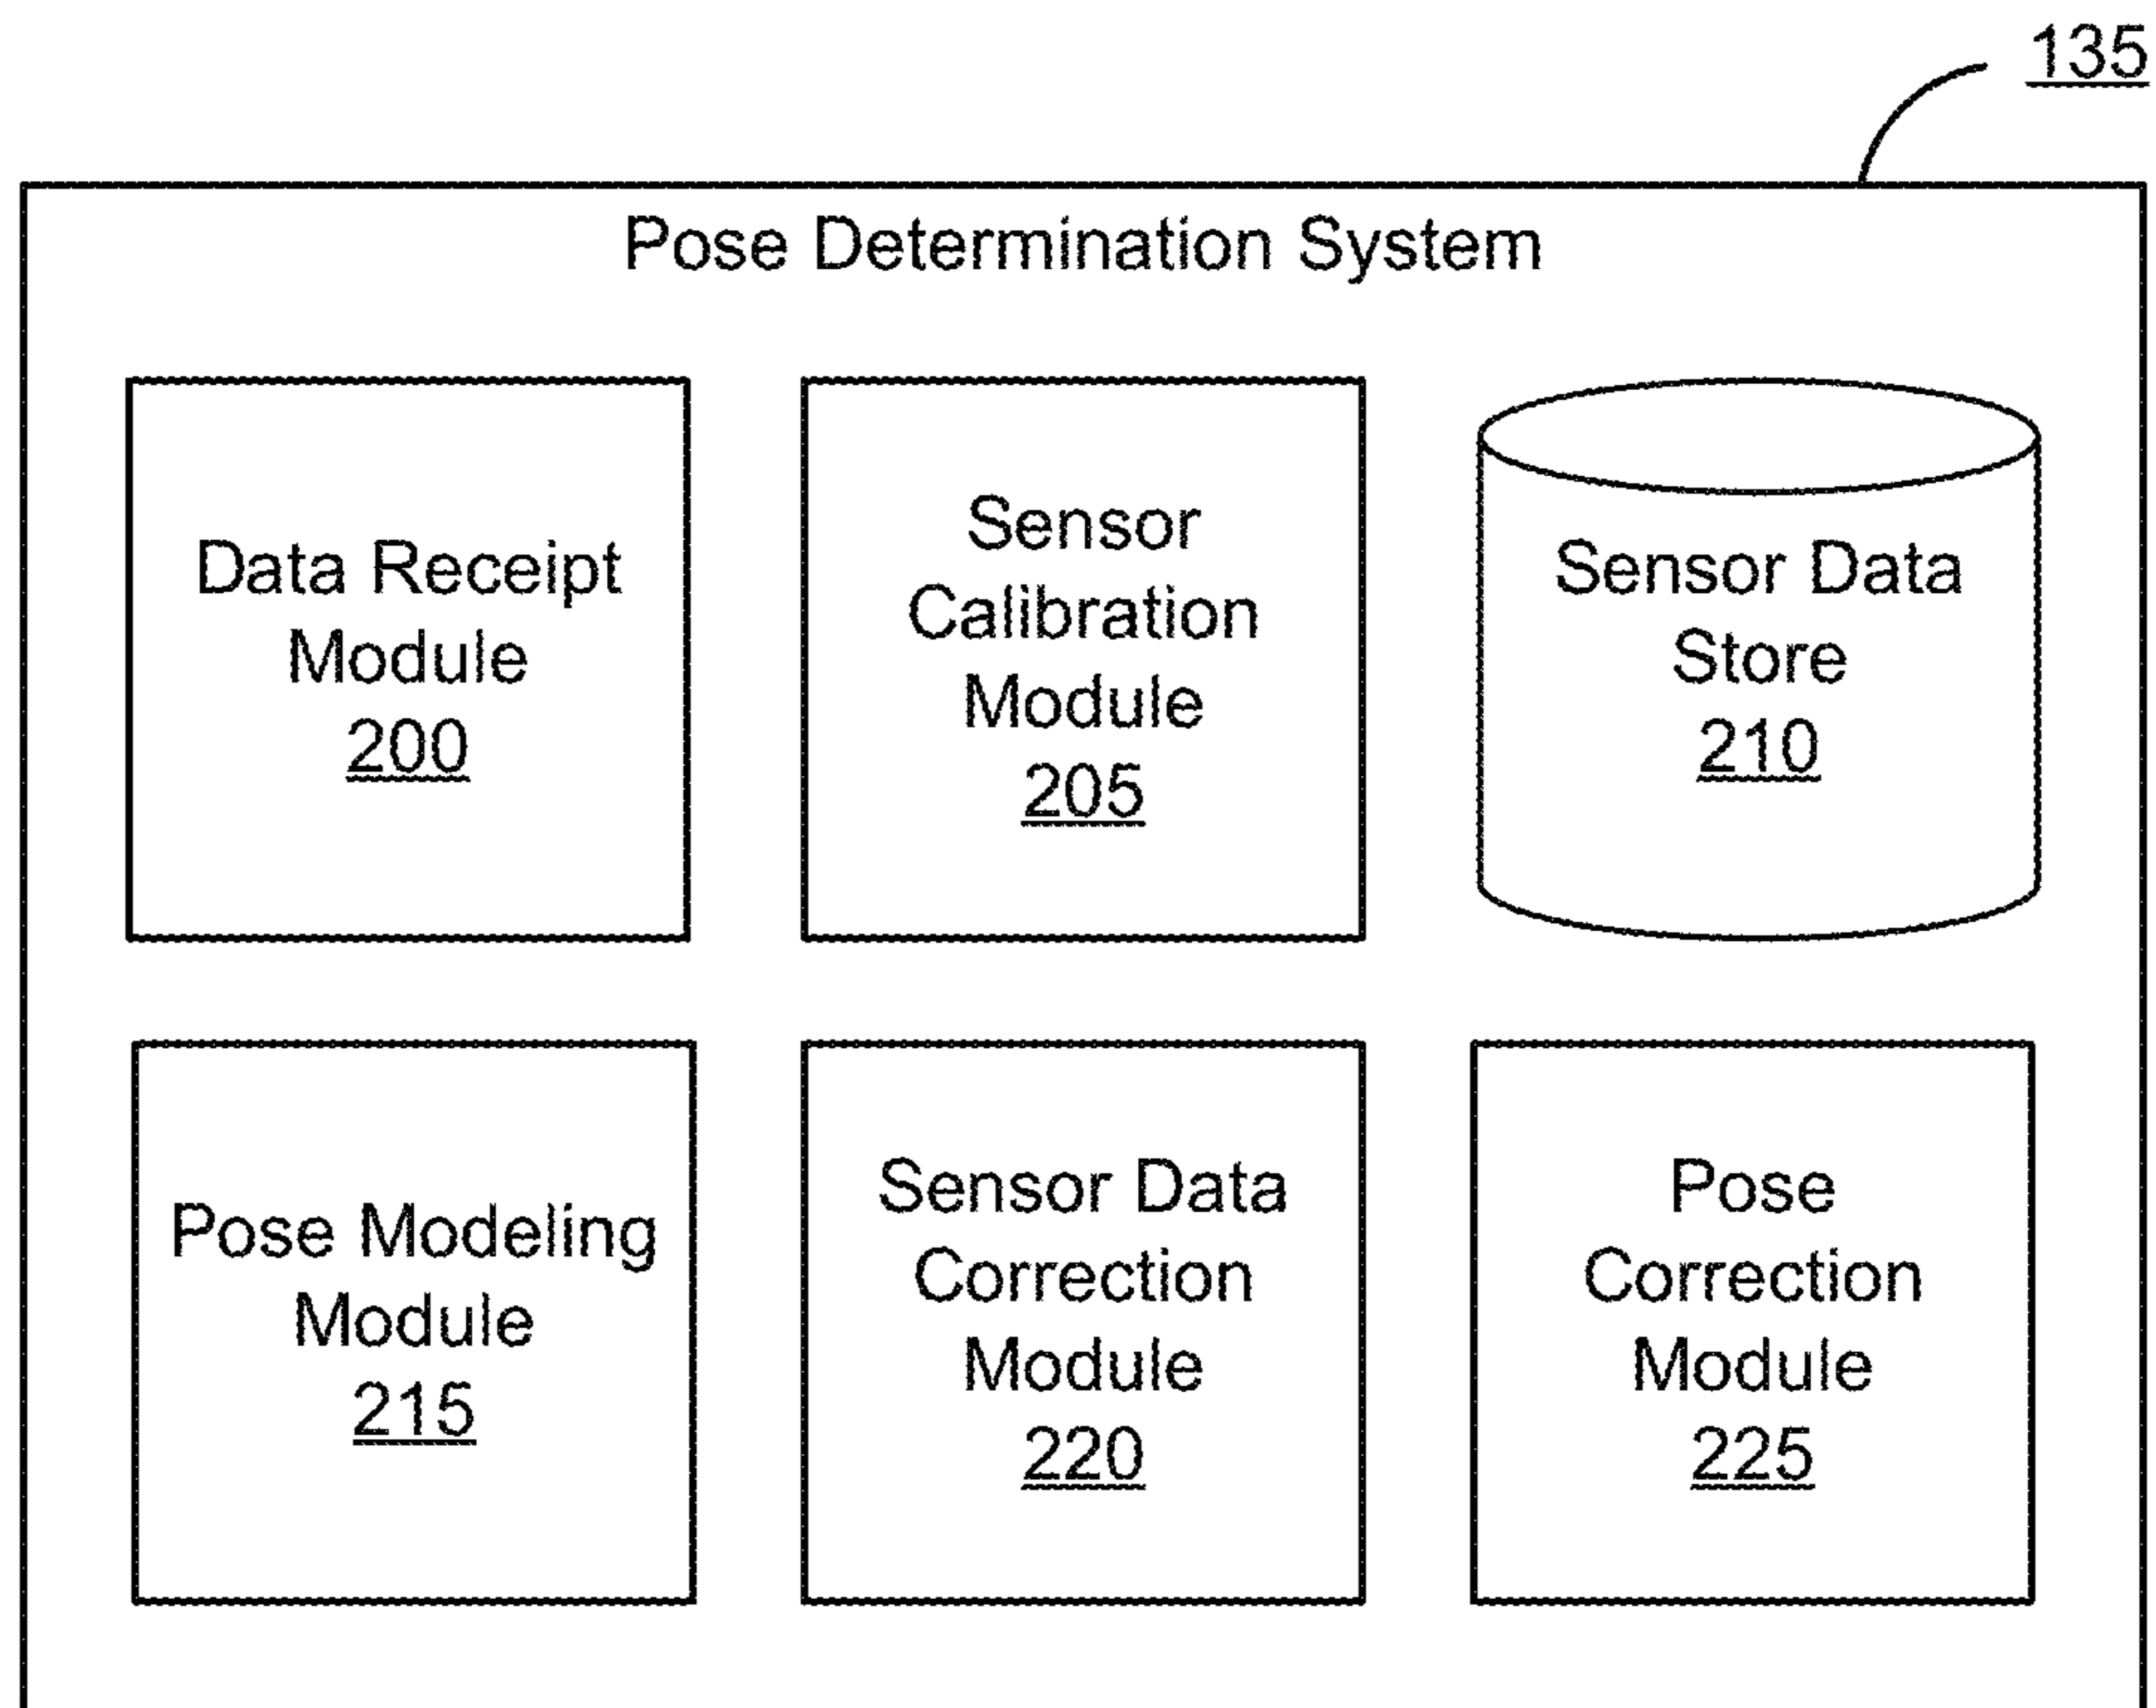 135
Pose Determination System
Data Receipt
Module
200
Sensor
Calibration
Module
205
Sensor Data
Store
210
Pose Modeling
Module
215
Sensor Data
Correction
Module
220
Pose
Correction
Module
225